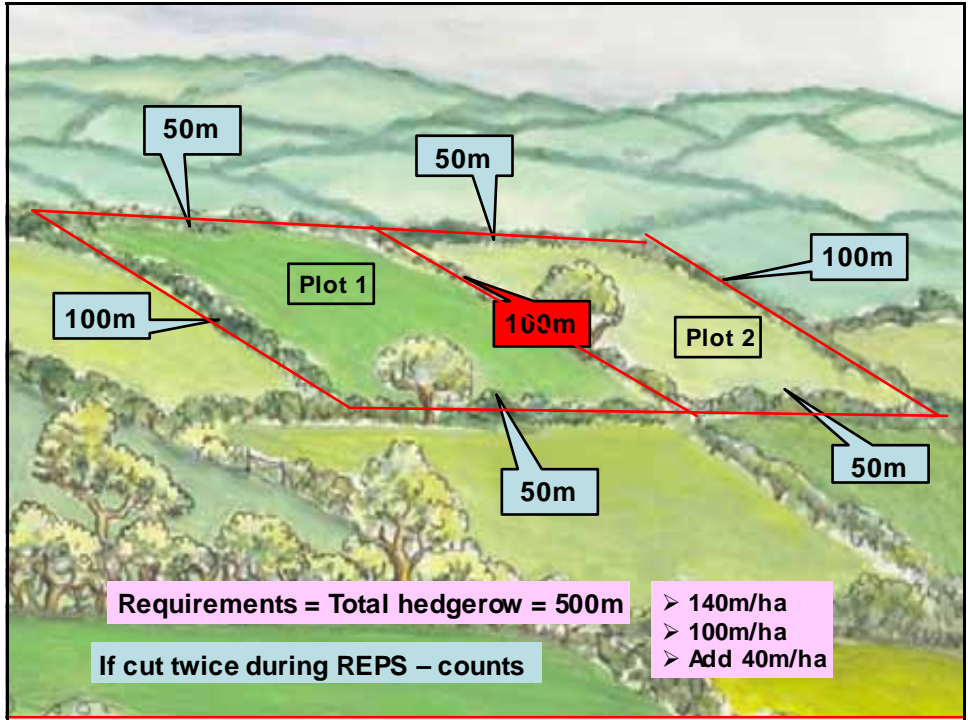 50m
50m
Plot 1
100m
100m
100m
Plot 2
50m
50m
Requirements = Total hedgerow = 500m
➢ 140m/ha
➢ 100m/ha
➢ Add 40m/ha
If cut twice during REPS – counts